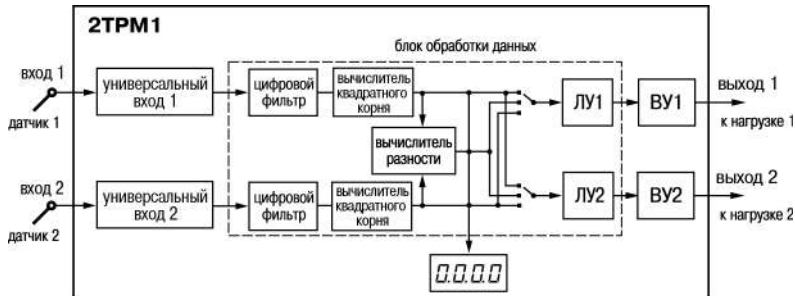 2ТРМ1
блок обработки данных
вход 1
датчик 1
универсальный
вход 1
цифровой
фильтр
вычислитель
квадратного
корня
ЛУ1
ВУ1
выход 1
к нагрузке 1
вычислитель
разности
вход 2
датчик 2
универсальный
вход 2
цифровой
фильтр
вычислитель
квадратного
корня
ЛУ2
ВУ2
выход 2
к нагрузке 2
0.0.0.0